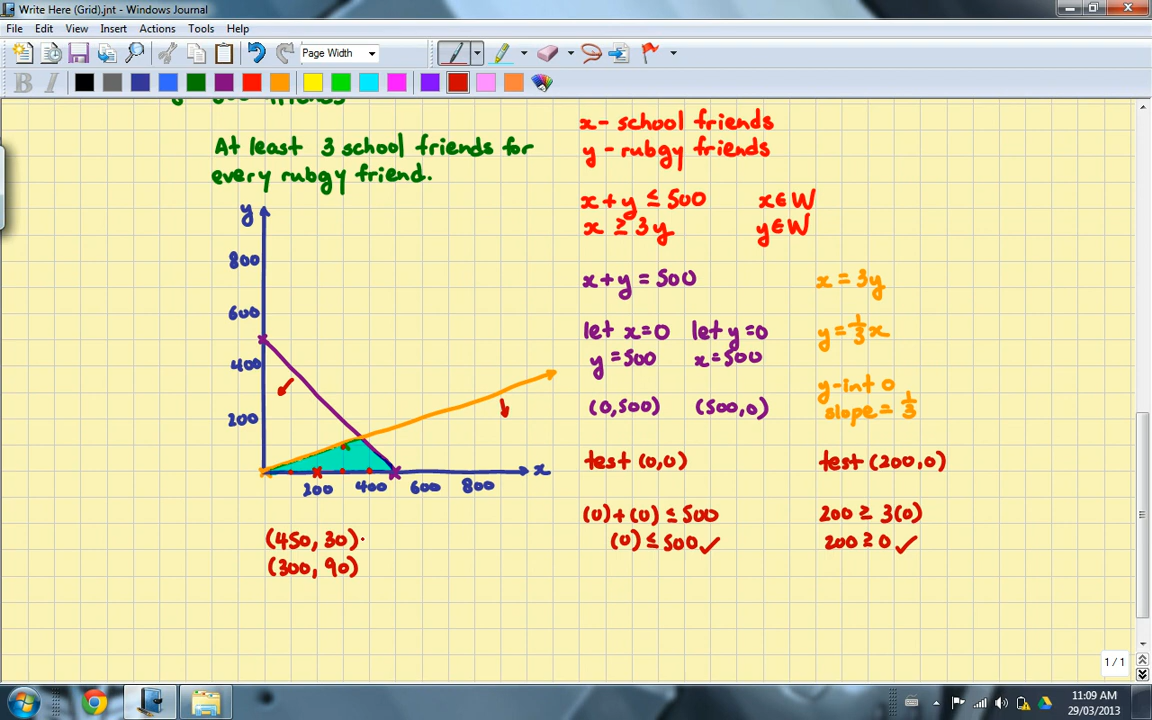 Write Here (Grid).jnt - Windows Journal
File Edit View Insert Actions Tools Help
Page Width
B I
At least 3 school friends for
every rubgy friend.
x - school friends
y - rubgy friends
x + y ≤ 500 x ∈ W
x ≥ 3y y ∈ W
x + y = 500 x = 3y
let x=0 let y=0 y = 1/3 x
y = 500 x = 500
(0,500) (500,0)
y-int 0
slope = 1/3
test (0,0) test (200,0)
(0)+(0) ≤ 500 200 ≥ 3(0)
(0) ≤ 500 ✓ 200 ≥ 0 ✓
y
800
600
400
200
200 400 600 800 x
(450, 30)
(300, 90)
1 / 1
11:09 AM
29/03/2013